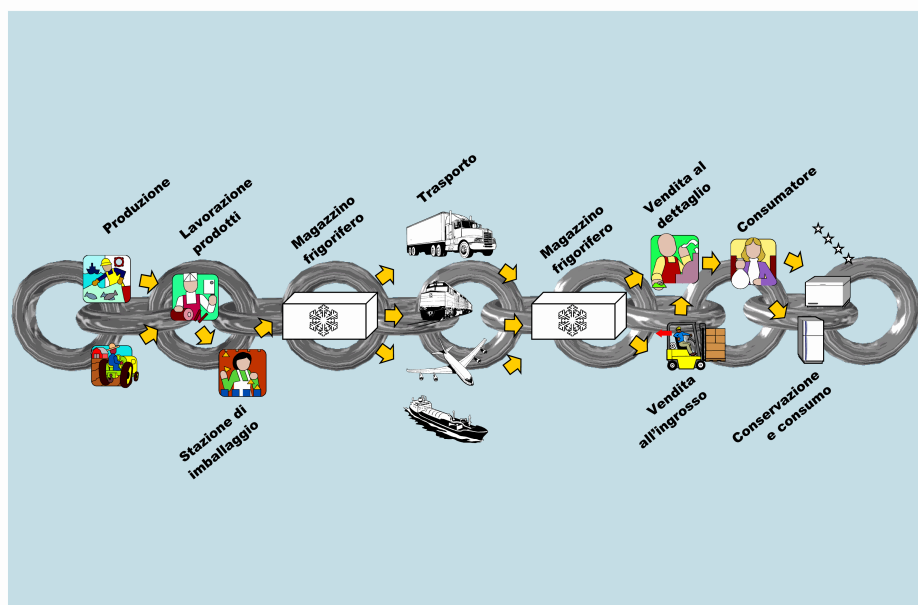 Produzione
Lavorazione
prodotti
Stazione di
imballaggio
Magazzino
frigorifero
Trasporto
Magazzino
frigorifero
Vendita al
dettaglio
Vendita
all'ingrosso
Consumatore
Conservazione
e consumo